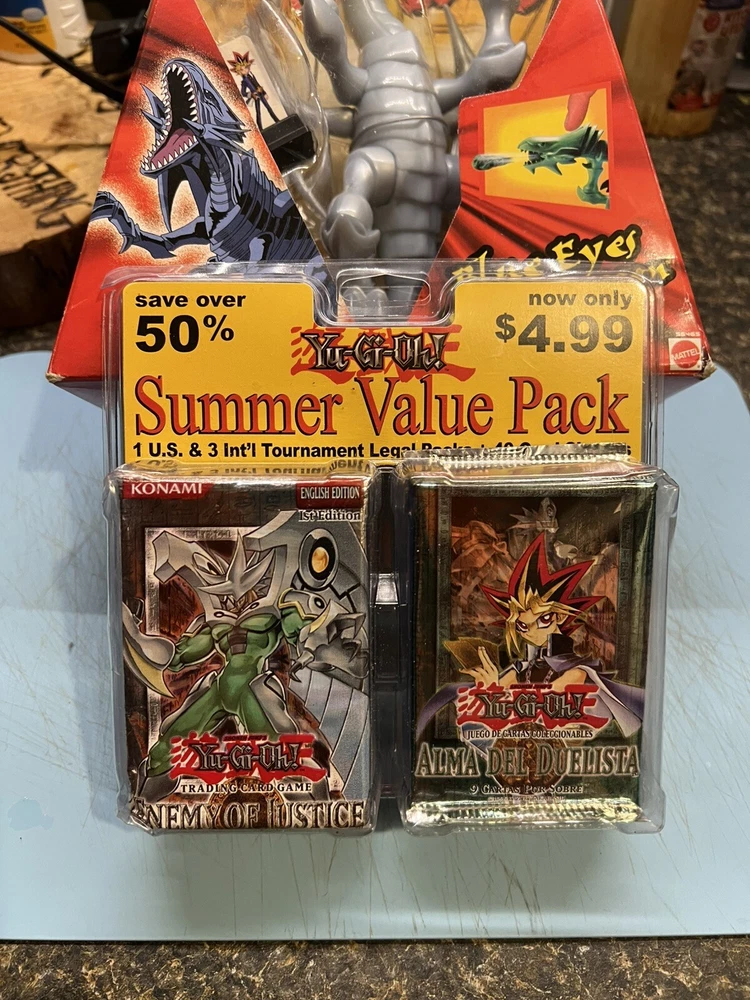 Blue Eyes
MATTEL
save over
50%
now only
$4.99
Yu-Gi-Oh!
Summer Value Pack
1 U.S. & 3 Int'l Tournament Legal Packs
KONAMI
ENGLISH EDITION
1st Edition
Yu-Gi-Oh!
TRADING CARD GAME
ENEMY OF JUSTICE
Yu-Gi-Oh!
JUEGO DE CARTAS COLECCIONABLES
ALMA DEL DUELISTA
9 CARTAS POR SOBRE